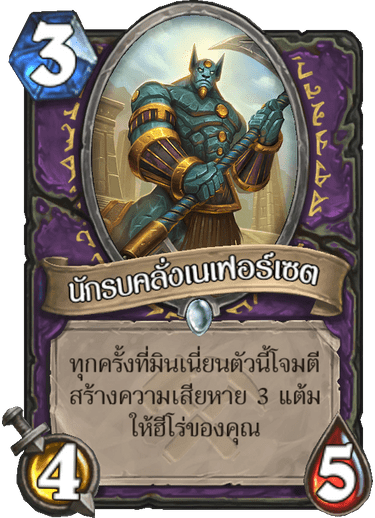 3
นักรบคลั่งเนเฟอร์เซต
ทุกครั้งที่มินเนี่ยนตัวนี้โจมตี
สร้างความเสียหาย 3 แต้ม
ให้ฮีโร่ของคุณ
4
5